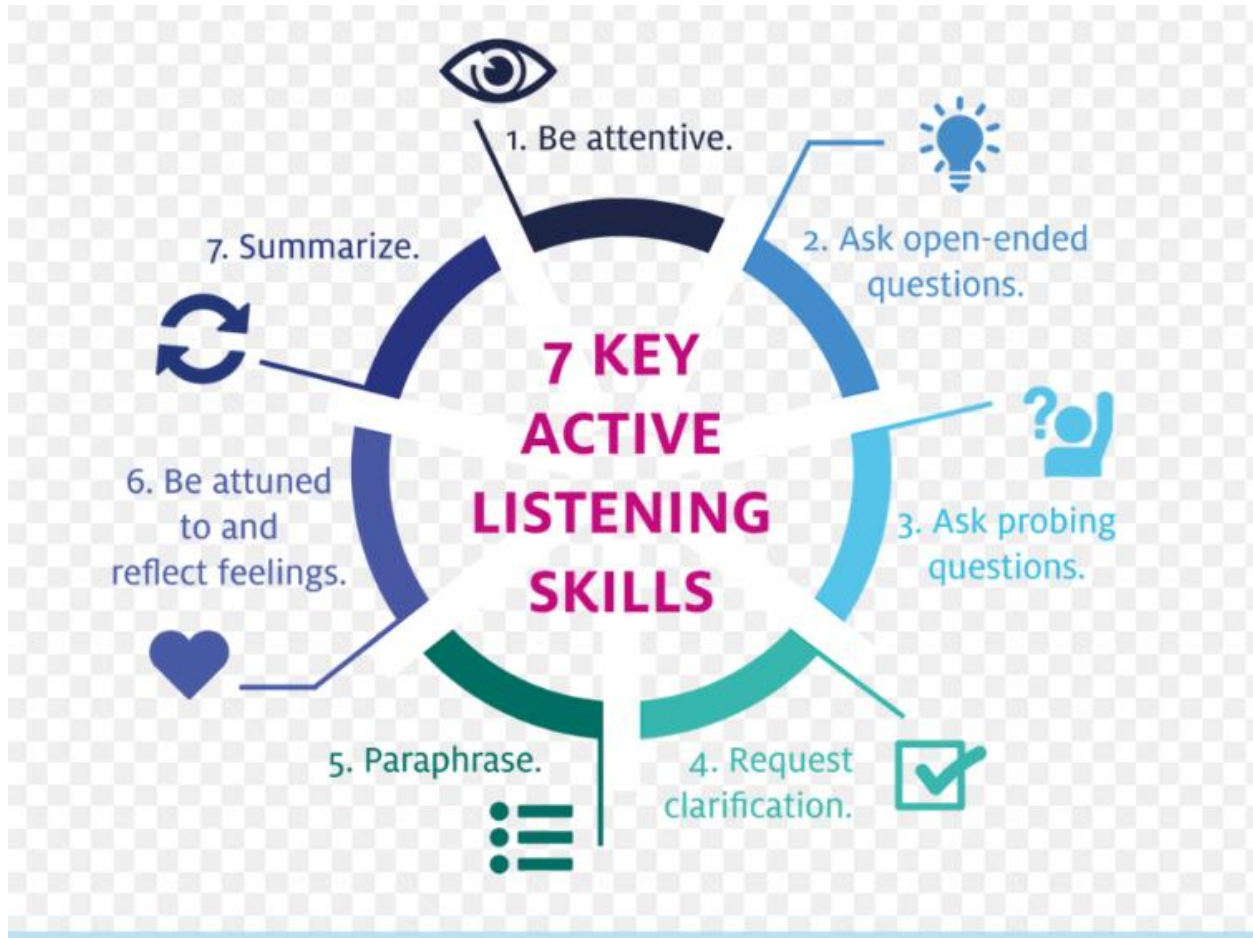 1. Be attentive.
2. Ask open-ended
questions.
3. Ask probing
questions.
4. Request
clarification.
5. Paraphrase.
6. Be attuned
to and
reflect feelings.
7. Summarize.
7 KEY
ACTIVE
LISTENING
SKILLS